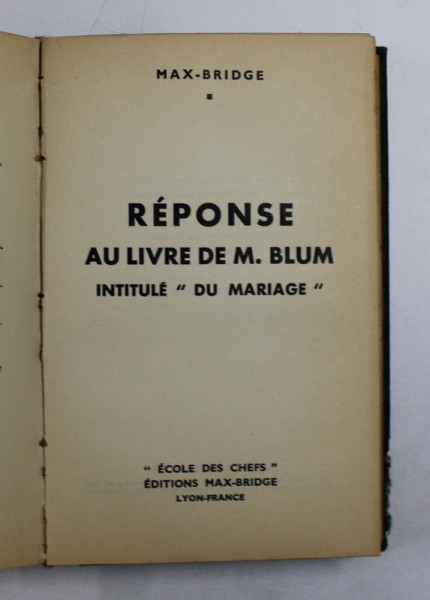 MAX-BRIDGE
RÉPONSE
AU LIVRE DE M. BLUM
INTITULÉ " DU MARIAGE "
" ÉCOLE DES CHEFS "
ÉDITIONS MAX-BRIDGE
LYON-FRANCE